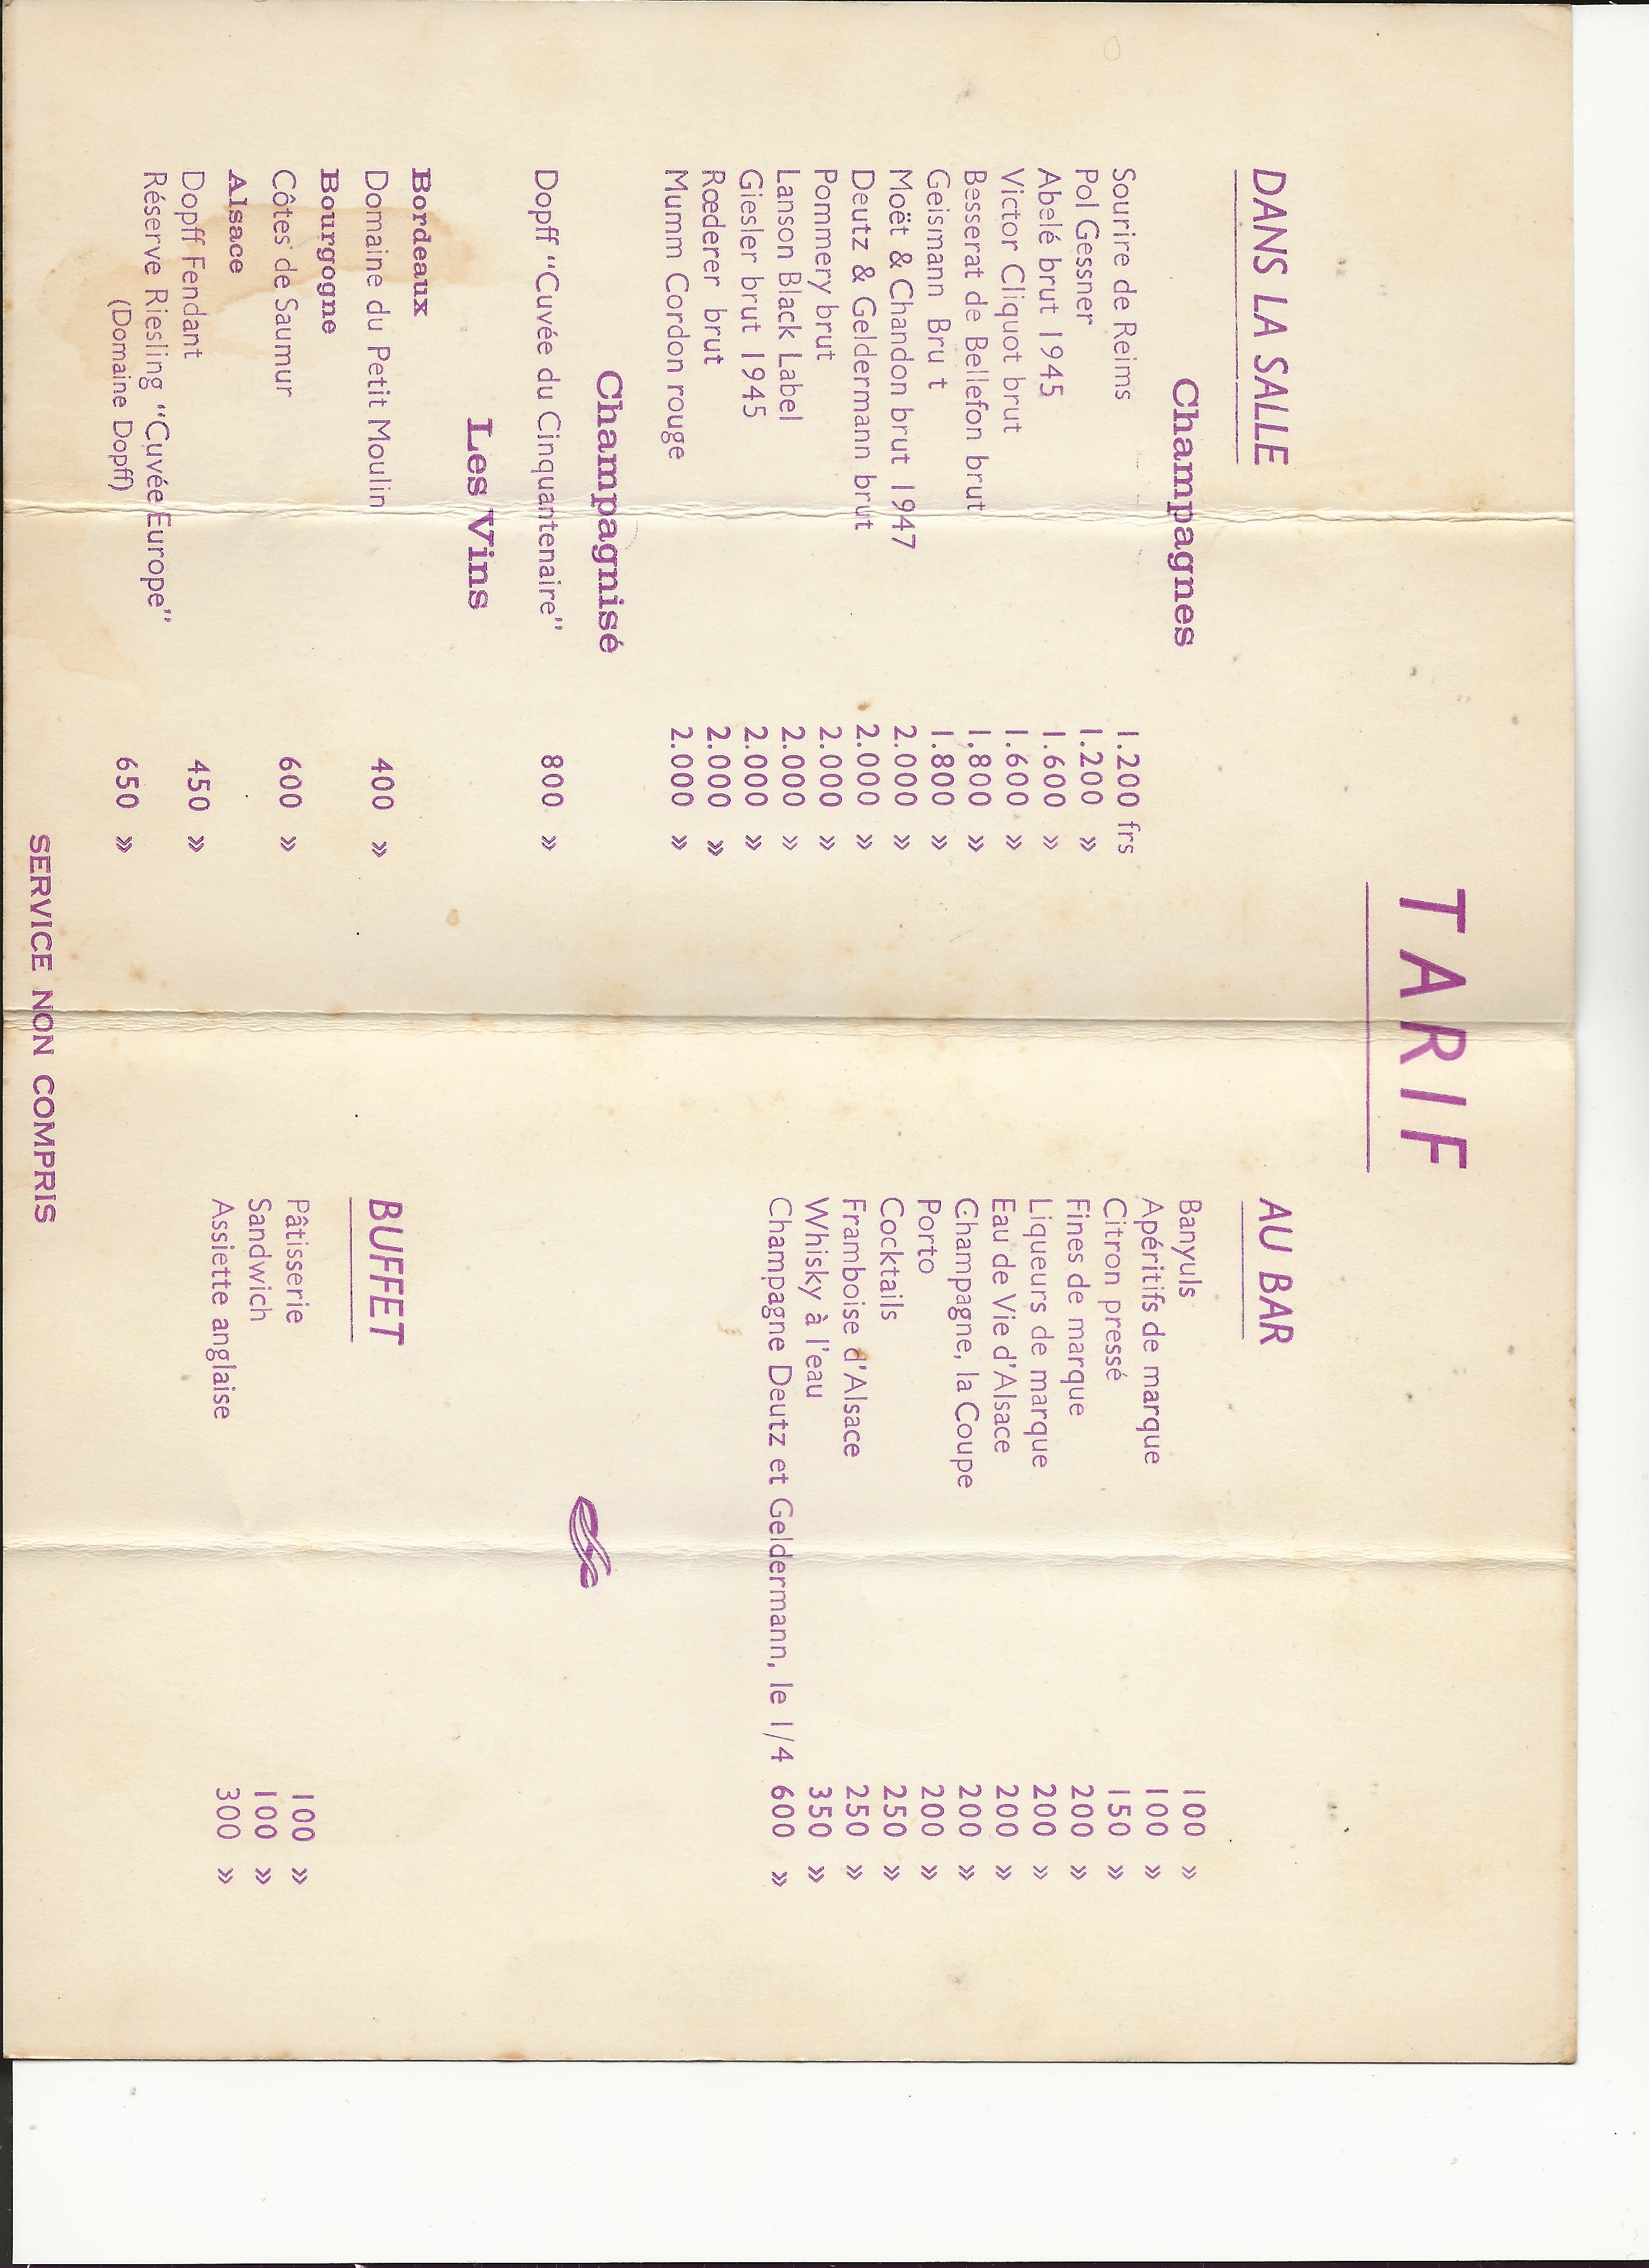 TARIF
DANS LA SALLE
Champagnes
Sourire de Reims 1.200 frs
Pol Gessner 1.200 »
Abelé brut 1945 1.600 »
Victor Cliquot brut 1.600 »
Besserat de Bellefon brut 1.800 »
Geismann Bru t 1.800 »
Moët & Chandon brut 1947 2.000 »
Deutz & Geldermann brut 2.000 »
Pommery brut 2.000 »
Lanson Black Label 2.000 »
Giesler brut 1945 2.000 »
Rœderer brut 2.000 »
Mumm Cordon rouge 2.000 »
Champagnisé
Dopff "Cuvée du Cinquantenaire" 800 »
Les Vins
Bordeaux
Domaine du Petit Moulin 400 »
Bourgogne
Côtes de Saumur 600 »
Alsace
Dopff Fendant 450 »
Réserve Riesling "Cuvée Europe"
(Domaine Dopff) 650 »
AU BAR
Banyuls 100 »
Apéritifs de marque 100 »
Citron pressé 150 »
Fines de marque 200 »
Liqueurs de marque 200 »
Eau de Vie d'Alsace 200 »
Champagne, la Coupe 200 »
Porto 200 »
Cocktails 250 »
Framboise d'Alsace 250 »
Whisky à l'eau 350 »
Champagne Deutz et Geldermann, le 1/4 600 »
BUFFET
Pâtisserie 100 »
Sandwich 100 »
Assiette anglaise 300 »
SERVICE NON COMPRIS